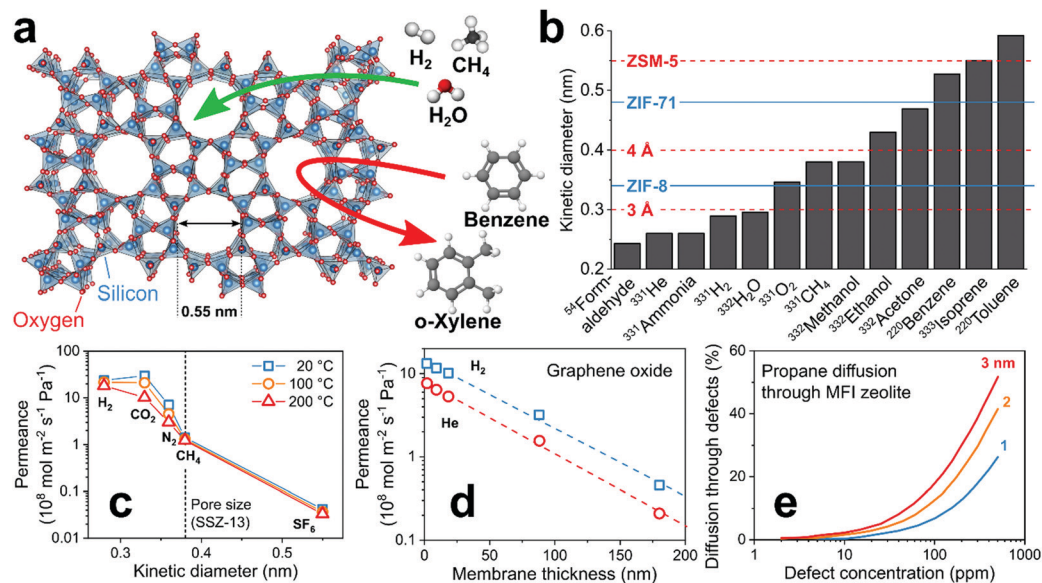 a
H₂
CH₄
H₂O
Benzene
o-Xylene
Silicon
Oxygen
0.55 nm
b
Kinetic diameter (nm)
0.6
0.5
0.4
0.3
0.2
ZSM-5
ZIF-71
4 Å
ZIF-8
3 Å
⁵⁴Form-
aldehyde
³³¹He
³³¹Ammonia
³³¹H₂
³³²H₂O
³³¹O₂
³³¹CH₄
³³²Methanol
³³²Ethanol
³³²Acetone
²²⁰Benzene
³³³Isoprene
²²⁰Toluene
c
Permeance
(10⁸ mol m⁻² s⁻¹ Pa⁻¹)
100
10
1
0.1
0.01
20 °C
100 °C
200 °C
H₂
CO₂
N₂
CH₄
Pore size
(SSZ-13)
SF₆
0.3
0.4
0.5
Kinetic diameter (nm)
d
Permeance
(10⁸ mol m⁻² s⁻¹ Pa⁻¹)
10
1
0.1
Graphene oxide
H₂
He
0
50
100
150
200
Membrane thickness (nm)
e
Diffusion through defects (%)
60
40
20
0
Propane diffusion
through MFI zeolite
3 nm
2
1
1
10
100
1000
Defect concentration (ppm)